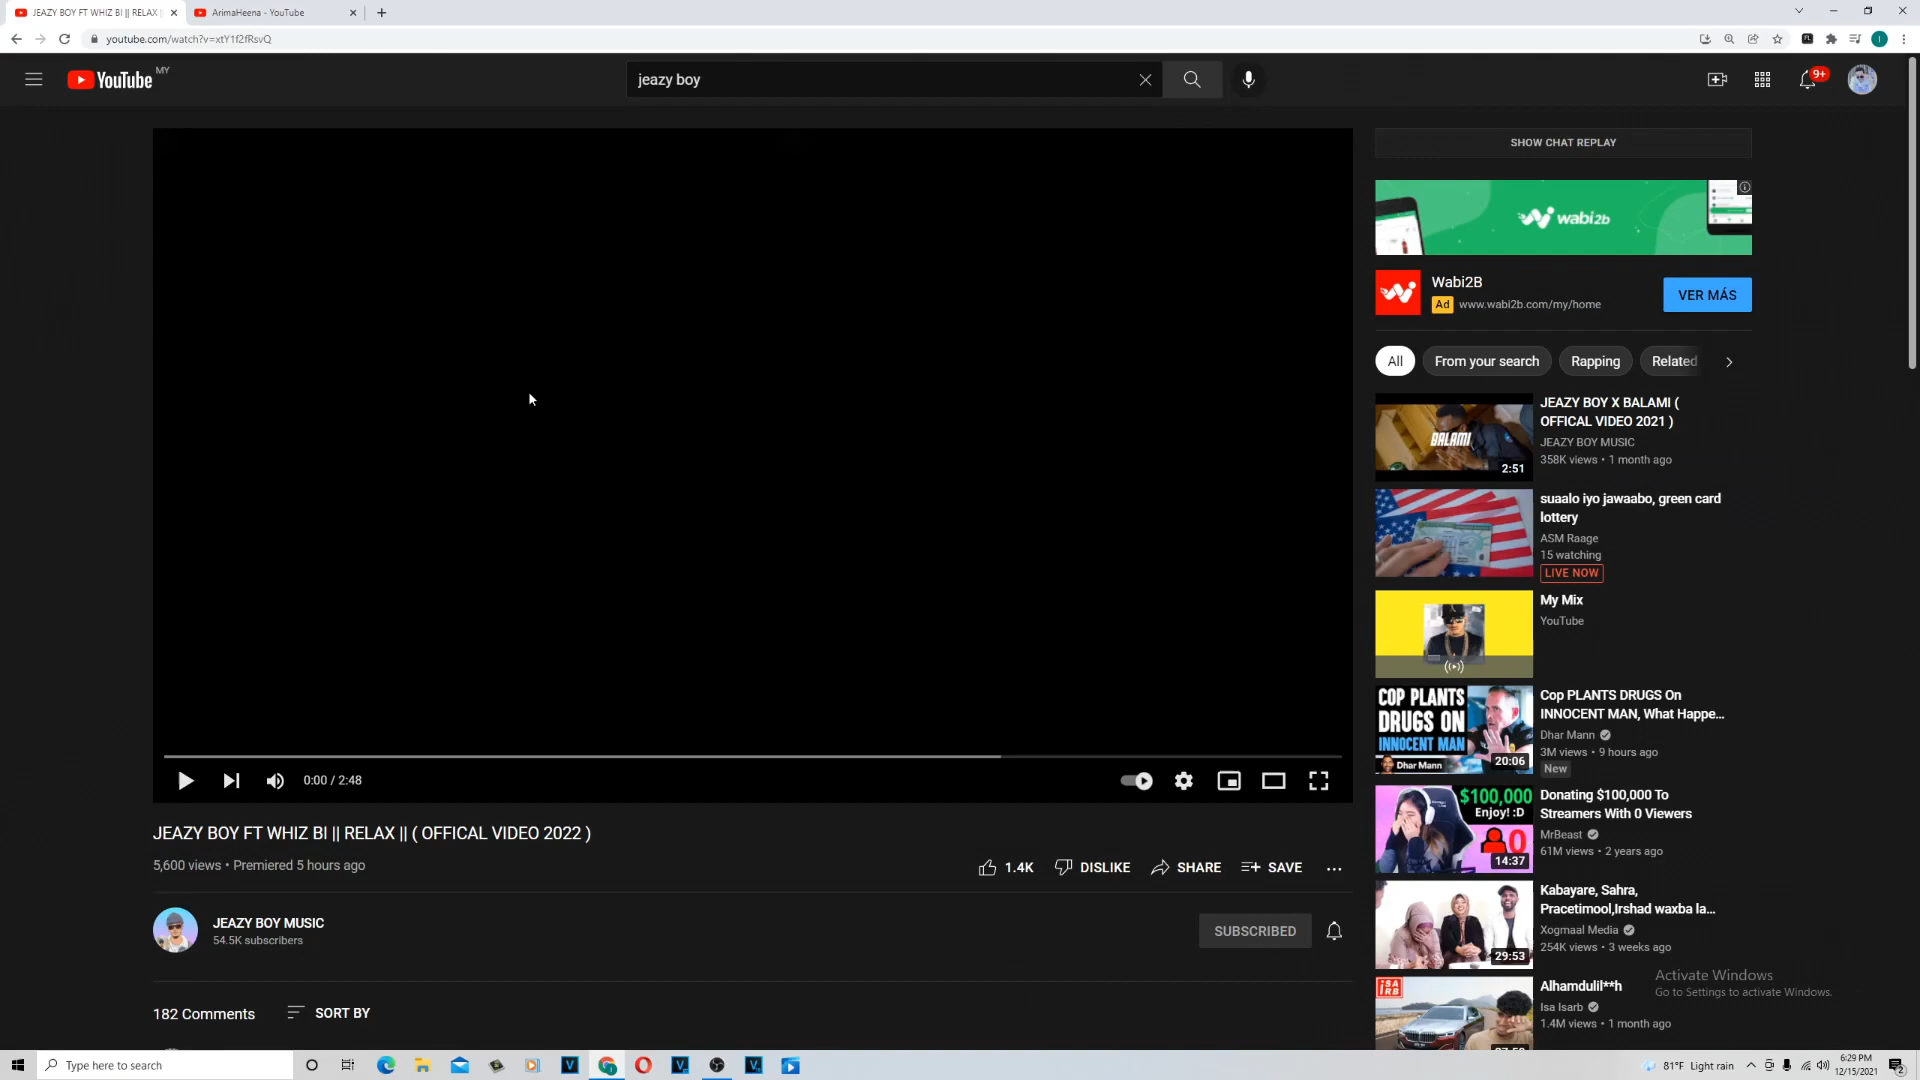 JEAZY BOY FT WHIZ BI || RELAX |
ArimaHeena - YouTube
youtube.com/watch?v=xtY1f2fRsvQ
YouTube MY
jeazy boy
9+
SHOW CHAT REPLAY
wabi2b
Wabi2B
Ad www.wabi2b.com/my/home
VER MÁS
All From your search Rapping Related
BALAMI
2:51
JEAZY BOY X BALAMI (
OFFICAL VIDEO 2021 )
JEAZY BOY MUSIC
358K views • 1 month ago
suaalo iyo jawaabo, green card
lottery
ASM Raage
15 watching
LIVE NOW
My Mix
YouTube
COP PLANTS
DRUGS ON
INNOCENT MAN
Dhar Mann
20:06
Cop PLANTS DRUGS On
INNOCENT MAN, What Happe...
Dhar Mann
3M views • 9 hours ago
New
$100,000
Enjoy! :D
0
14:37
Donating $100,000 To
Streamers With 0 Viewers
MrBeast
61M views • 2 years ago
29:53
Kabayare, Sahra,
Pracetimool,Irshad waxba la...
Xogmaal Media
254K views • 3 weeks ago
ISA
ISARB
Alhamdulil**h
Isa Isarb
1.4M views • 1 month ago
Activate Windows
Go to Settings to activate Windows.
0:00 / 2:48
JEAZY BOY FT WHIZ BI || RELAX || ( OFFICAL VIDEO 2022 )
5,600 views • Premiered 5 hours ago
1.4K DISLIKE SHARE SAVE
JEAZY BOY MUSIC
54.5K subscribers
SUBSCRIBED
182 Comments SORT BY
Type here to search
81°F Light rain
6:29 PM
12/15/2021
2